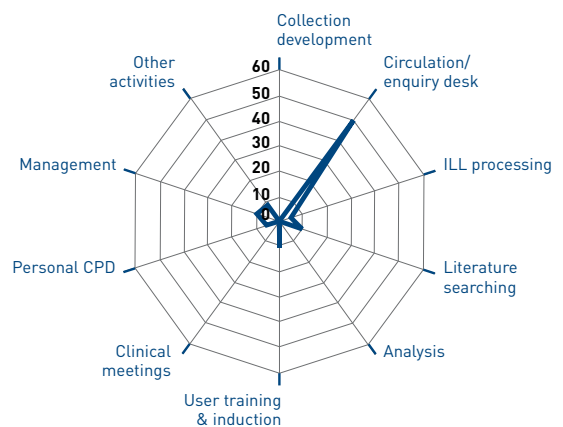 Collection
development
Other
activities
Circulation/
enquiry desk
60
50
40
30
20
10
0
Management
ILL processing
Personal CPD
Literature
searching
Clinical
meetings
Analysis
User training
& induction